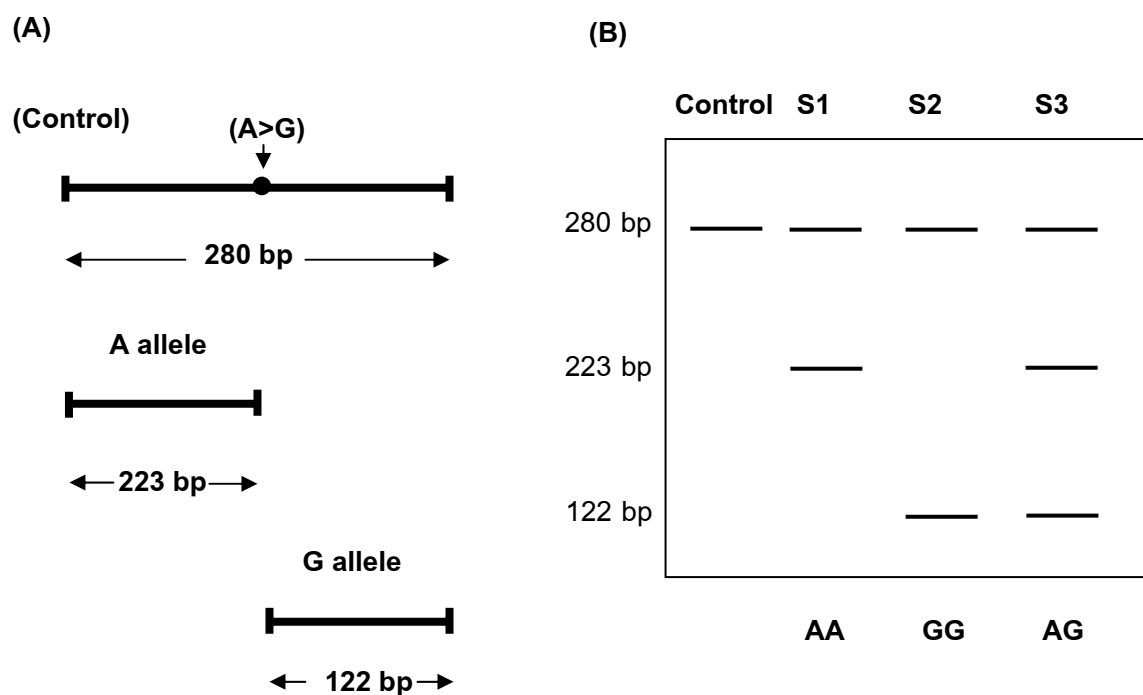 (A)
(Control)
(A>G)
280 bp
A allele
223 bp
G allele
122 bp
(B)
Control S1 S2 S3
280 bp
223 bp
122 bp
AA GG AG